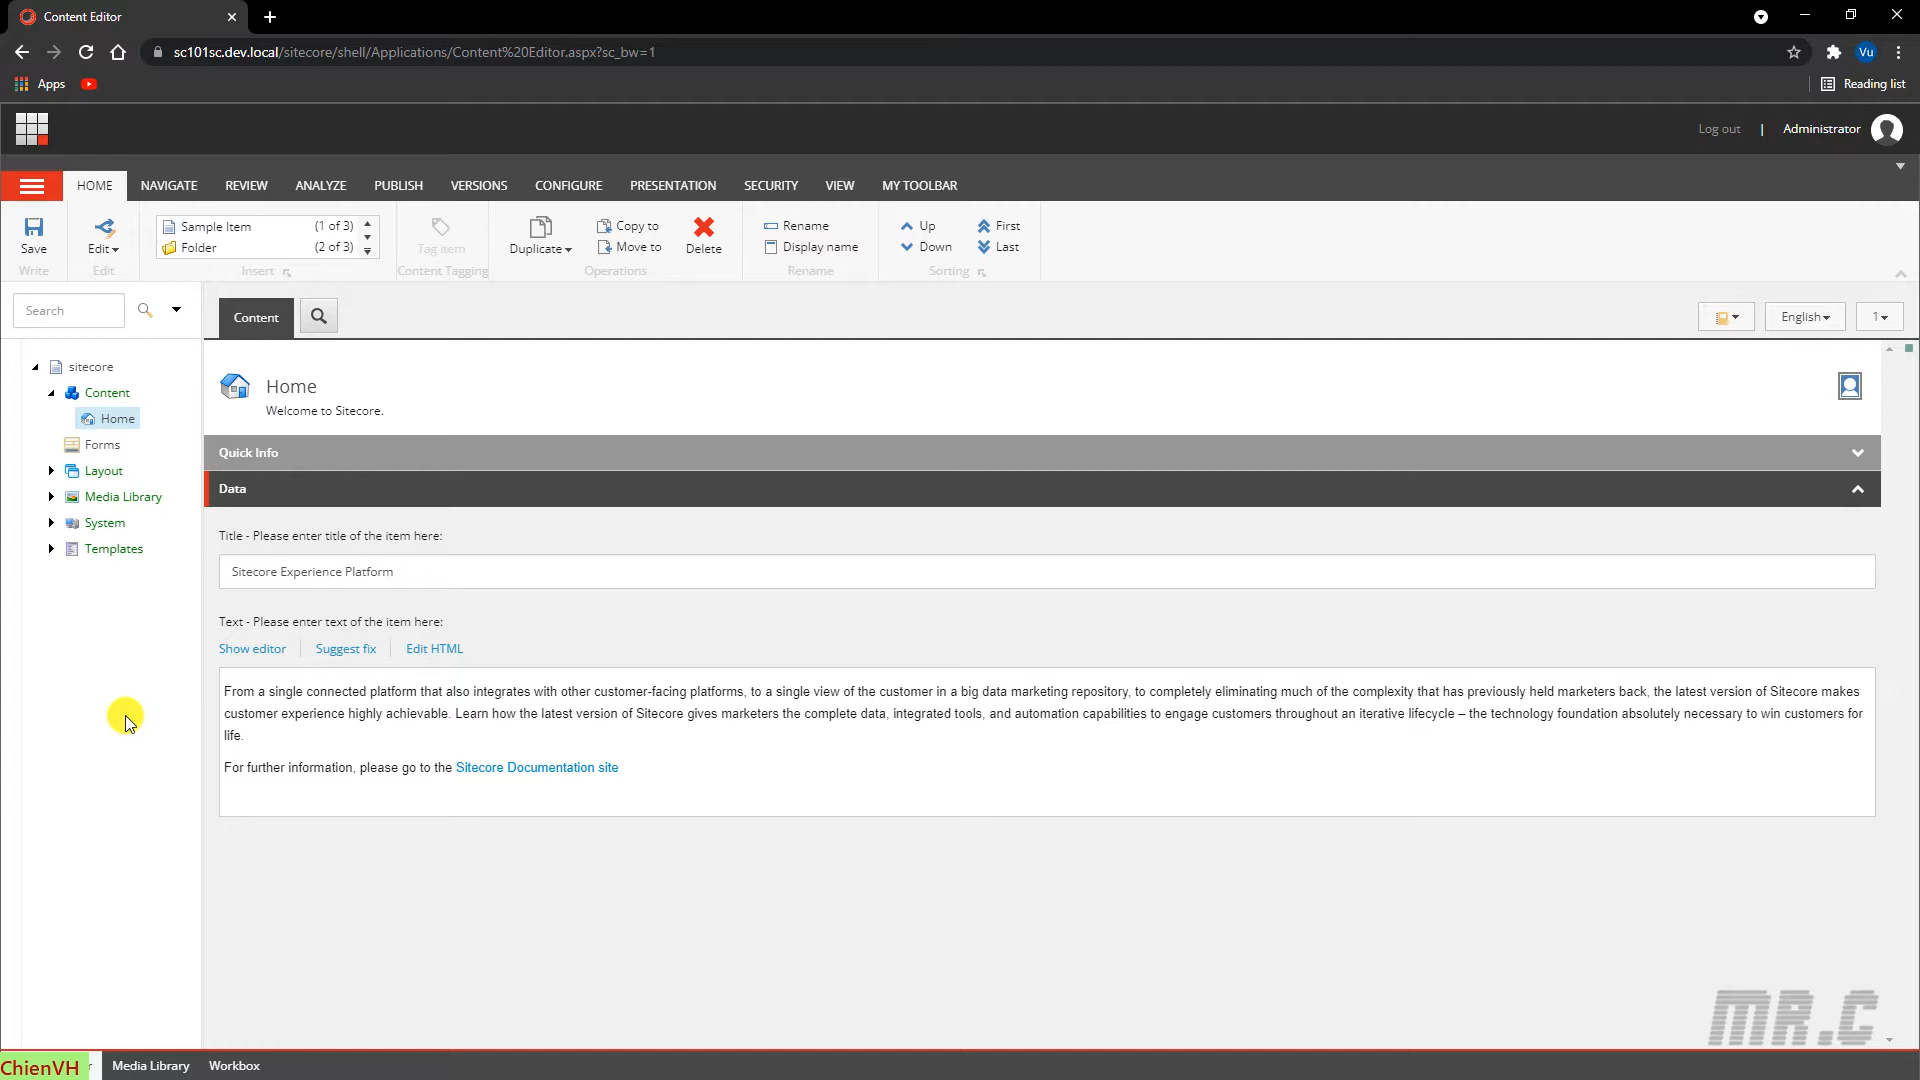 Content Editor
sc101sc.dev.local/sitecore/shell/Applications/Content%20Editor.aspx?sc_bw=1
Vu
Apps
Reading list
Log out | Administrator
HOME NAVIGATE REVIEW ANALYZE PUBLISH VERSIONS CONFIGURE PRESENTATION SECURITY VIEW MY TOOLBAR
Sample Item (1 of 3) Copy to Rename Up First
Save Edit Folder (2 of 3) Tag item Duplicate Move to Delete Display name Down Last
Write Edit Insert Content Tagging Operations Rename Sorting
Search
Content English 1
sitecore
Content
Home
Forms
Layout
Media Library
System
Templates
Home
Welcome to Sitecore.
Quick Info
Data
Title - Please enter title of the item here:
Sitecore Experience Platform
Text - Please enter text of the item here:
Show editor Suggest fix Edit HTML
From a single connected platform that also integrates with other customer-facing platforms, to a single view of the customer in a big data marketing repository, to completely eliminating much of the complexity that has previously held marketers back, the latest version of Sitecore makes
customer experience highly achievable. Learn how the latest version of Sitecore gives marketers the complete data, integrated tools, and automation capabilities to engage customers throughout an iterative lifecycle – the technology foundation absolutely necessary to win customers for
life.
For further information, please go to the Sitecore Documentation site
MR.C
ChienVH Media Library Workbox